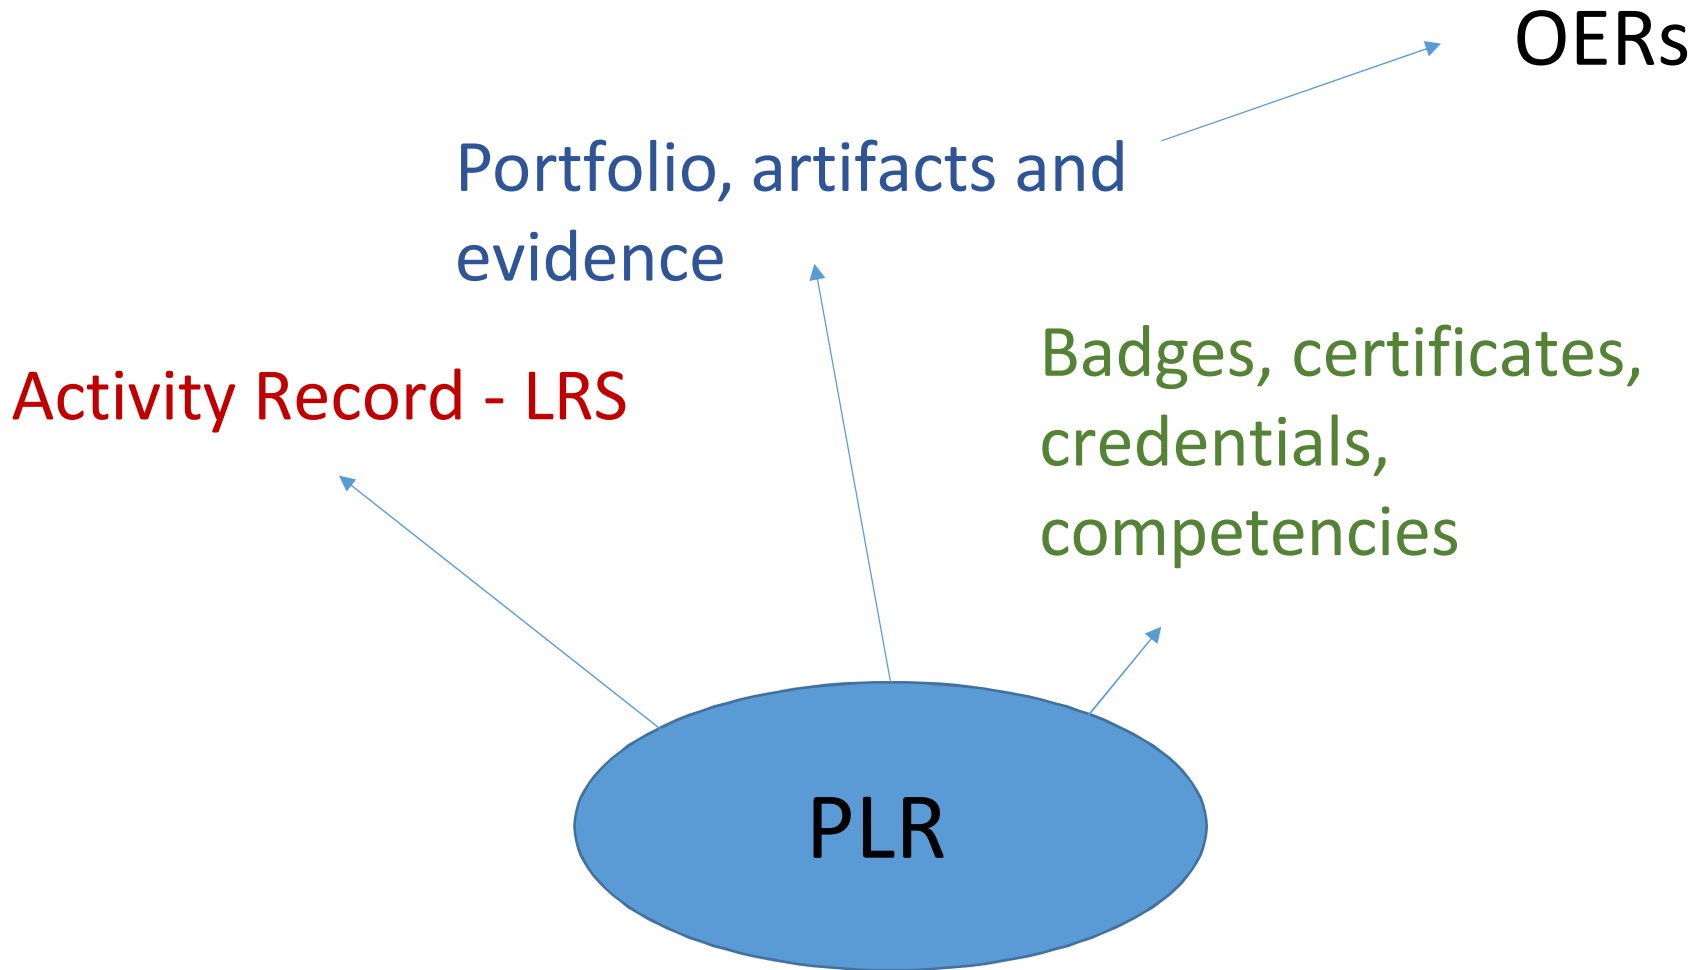 OERs
Portfolio, artifacts and
evidence
Activity Record - LRS
Badges, certificates,
credentials,
competencies
PLR